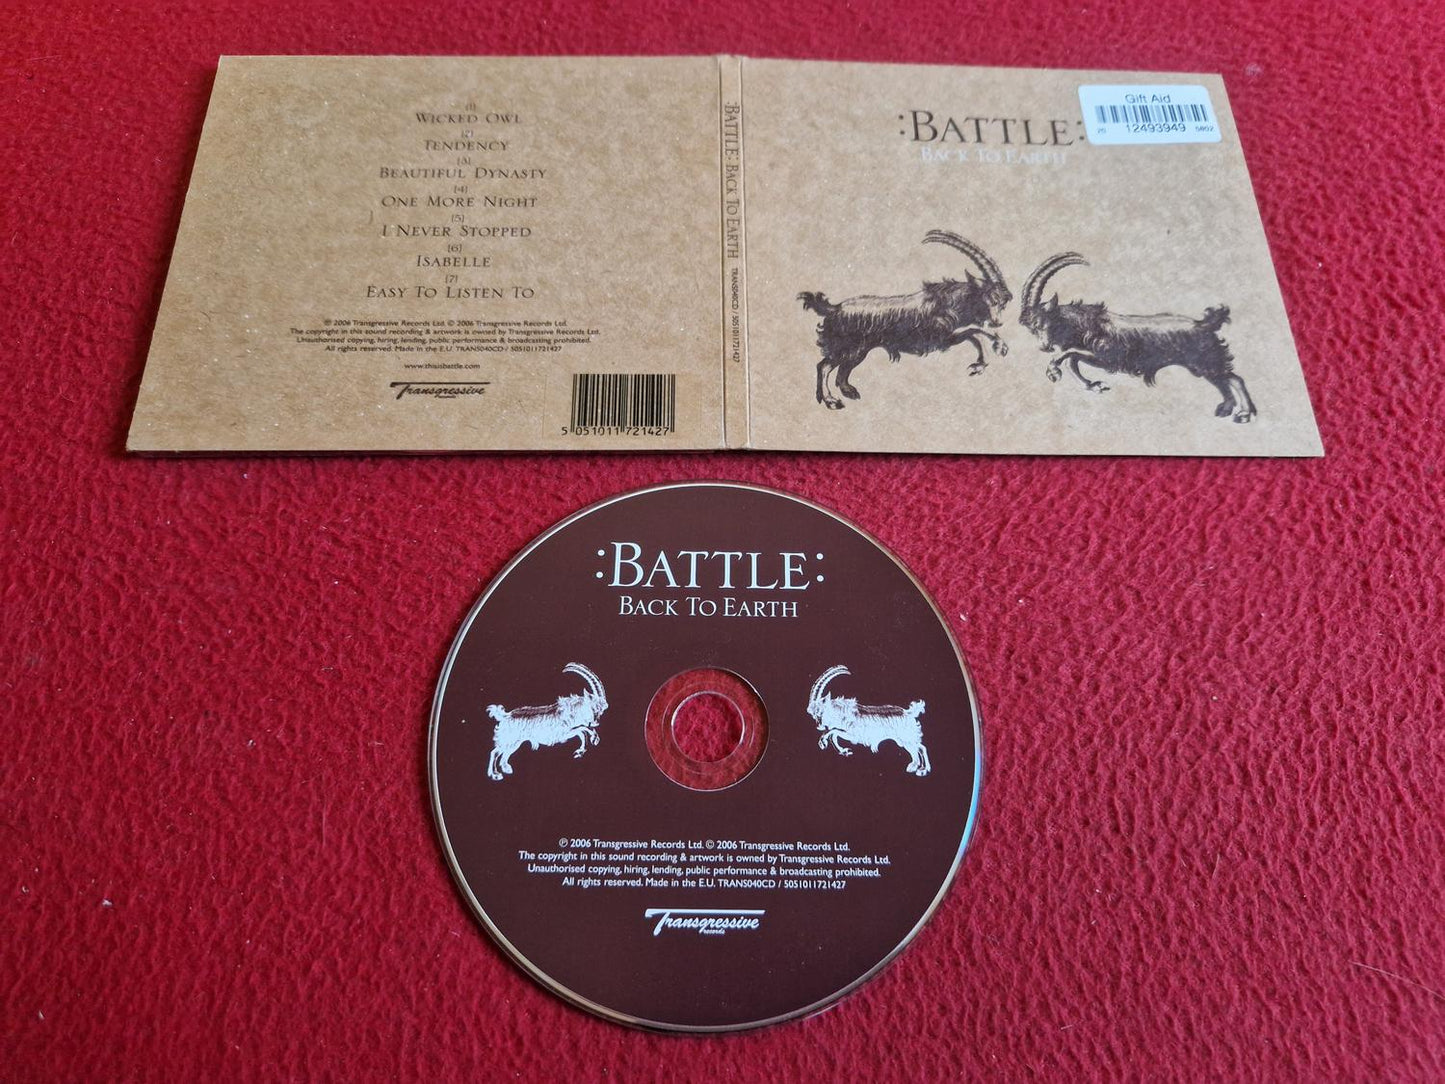 [1]
Wicked Owl
[2]
Tendency
[3]
Beautiful Dynasty
[4]
One More Night
[5]
I Never Stopped
[6]
Isabelle
[7]
Easy To Listen To
℗ 2006 Transgressive Records Ltd. © 2006 Transgressive Records Ltd.
The copyright in this sound recording & artwork is owned by Transgressive Records Ltd.
Unauthorised copying, hiring, lending, public performance & broadcasting prohibited.
All rights reserved. Made in the E.U. TRANS040CD / 5051011721427
www.thisisbattle.com
Transgressive
records
5 051011 721427
:Battle: Back To Earth TRANS040CD / 5051011721427
:Battle:
Back To Earth
Gift Aid
20 12493949 5802
:Battle:
Back To Earth
℗ 2006 Transgressive Records Ltd. © 2006 Transgressive Records Ltd.
The copyright in this sound recording & artwork is owned by Transgressive Records Ltd.
Unauthorised copying, hiring, lending, public performance & broadcasting prohibited.
All rights reserved. Made in the E.U. TRANS040CD / 5051011721427
Transgressive
records